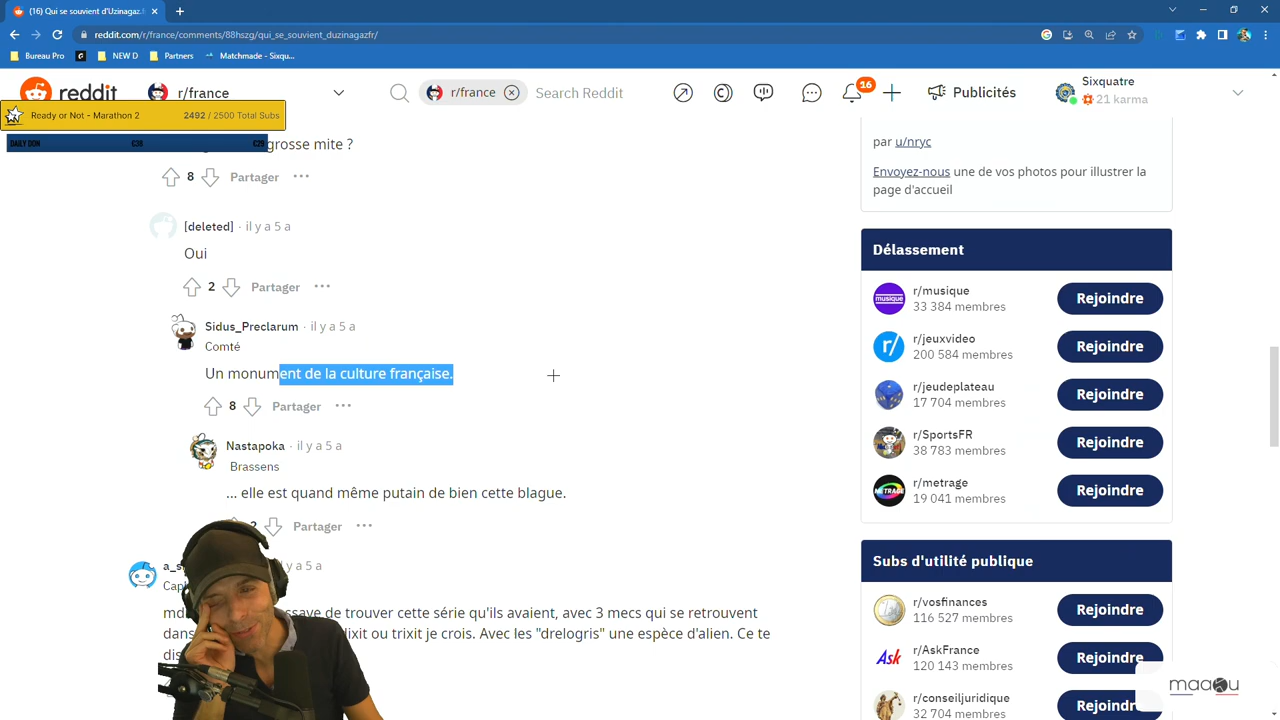 (16) Qui se souvient d'Uzinagaz.f
reddit.com/r/france/comments/88hszg/qui_se_souvient_duzinagazfr/
Bureau Pro
NEW D
Partners
Matchmade - Sixqu...
reddit
r/france
r/france
Search Reddit
16
Publicités
Sixquatre
21 karma
Ready or Not - Marathon 2
2492 / 2500 Total Subs
DAILY DON
grosse mite ?
8 Partager ...
[deleted] · il y a 5 a
Oui
2 Partager ...
Sidus_Preclarum · il y a 5 a
Comté
Un monument de la culture française.
8 Partager ...
Nastapoka · il y a 5 a
Brassens
... elle est quand même putain de bien cette blague.
2 Partager ...
il y a 5 a
de trouver cette série qu'ils avaient, avec 3 mecs qui se retrouvent
dans
lixit ou trixit je crois. Avec les "drelogris" une espèce d'alien. Ce te
par u/nryc
Envoyez-nous une de vos photos pour illustrer la
page d'accueil
Délassement
r/musique
33 384 membres
Rejoindre
r/jeuxvideo
200 584 membres
Rejoindre
r/jeudeplateau
17 704 membres
Rejoindre
r/SportsFR
38 783 membres
Rejoindre
r/metrage
19 041 membres
Rejoindre
Subs d'utilité publique
r/vosfinances
116 527 membres
Rejoindre
r/AskFrance
120 143 membres
Rejoindre
r/conseiljuridique
32 704 membres
Rejoindre